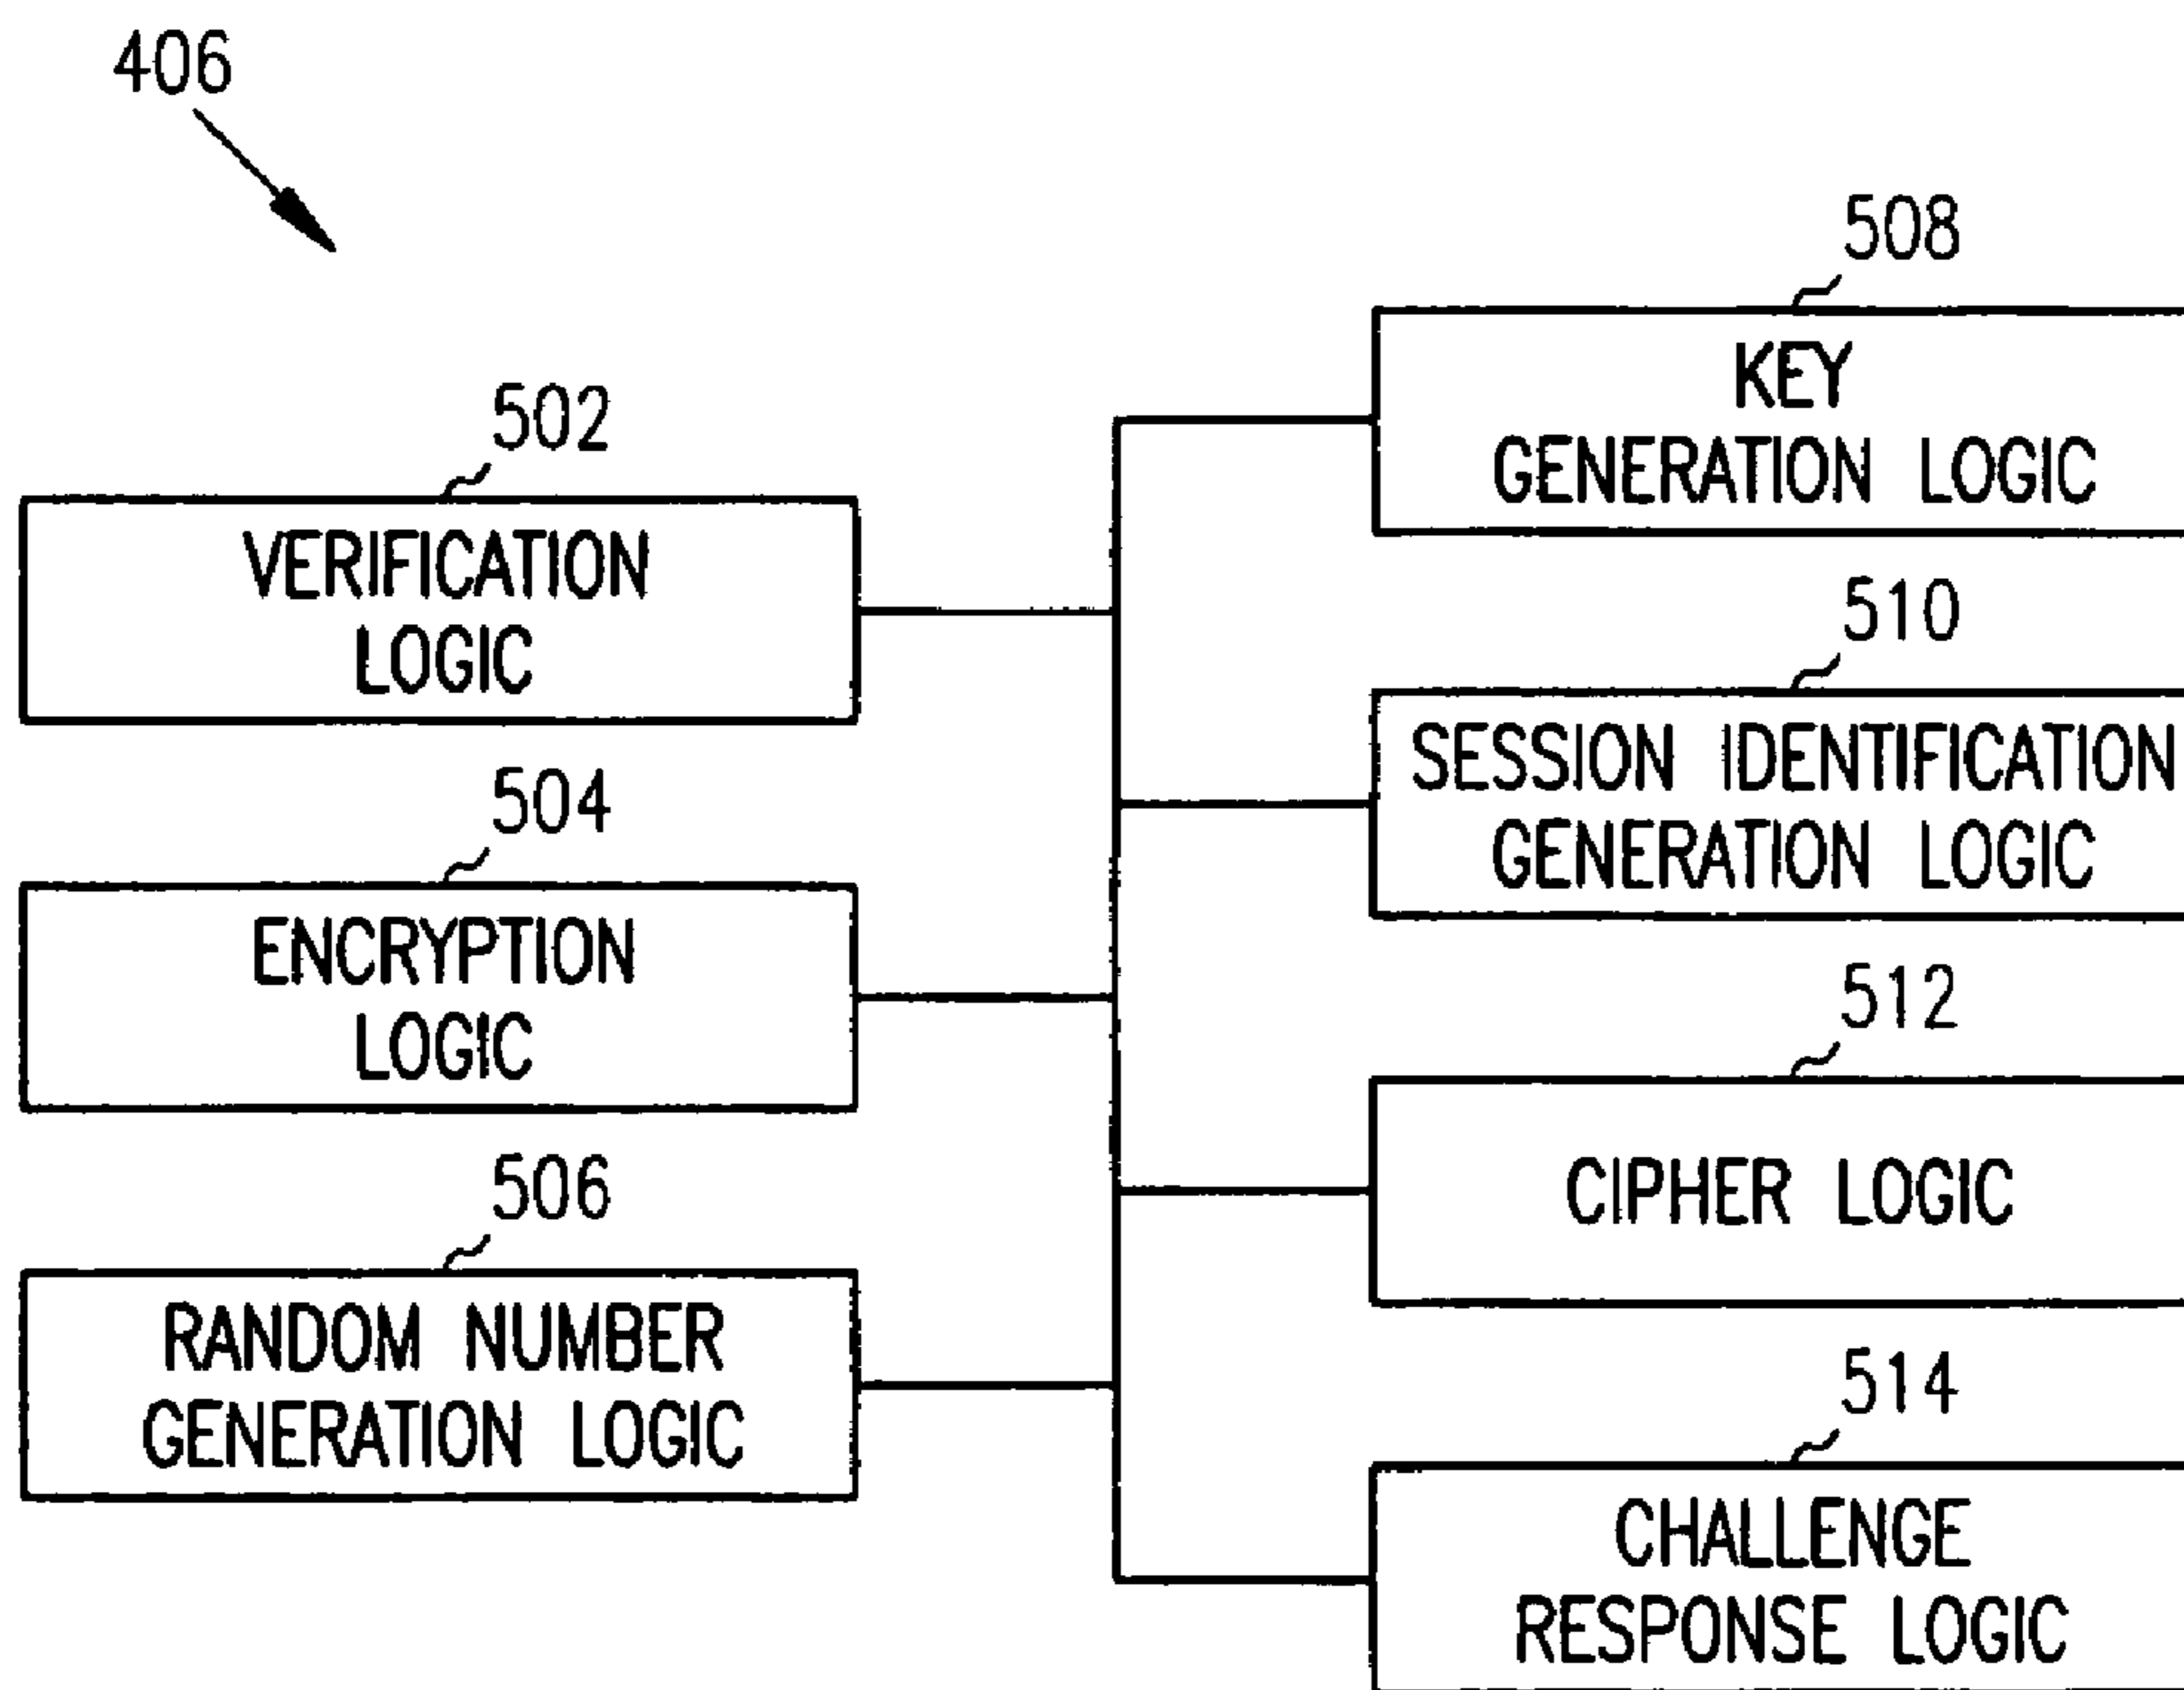 406
502
VERIFICATION
LOGIC
504
ENCRYPTION
LOGIC
506
RANDOM NUMBER
GENERATION LOGIC
508
KEY
GENERATION LOGIC
510
SESSION IDENTIFICATION
GENERATION LOGIC
512
CIPHER LOGIC
514
CHALLENGE
RESPONSE LOGIC